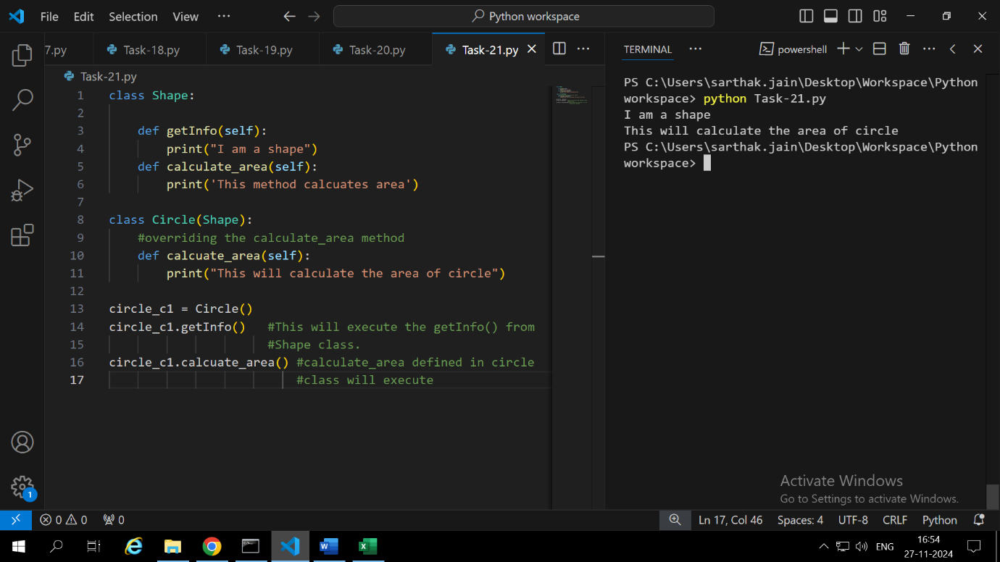 File Edit Selection View ··· Python workspace
7.py Task-18.py Task-19.py Task-20.py Task-21.py
Task-21.py
1 class Shape:
2
3     def getInfo(self):
4         print("I am a shape")
5     def calculate_area(self):
6         print('This method calcuates area')
7
8 class Circle(Shape):
9     #overriding the calculate_area method
10     def calcuate_area(self):
11         print("This will calculate the area of circle")
12
13 circle_c1 = Circle()
14 circle_c1.getInfo()   #This will execute the getInfo() from
15                       #Shape class.
16 circle_c1.calcuate_area() #calculate_area defined in circle
17                           #class will execute
TERMINAL ··· powershell
PS C:\Users\sarthak.jain\Desktop\Workspace\Python
workspace> python Task-21.py
I am a shape
This will calculate the area of circle
PS C:\Users\sarthak.jain\Desktop\Workspace\Python
workspace>
Activate Windows
Go to Settings to activate Windows.
1
0 0 0 Ln 17, Col 46 Spaces: 4 UTF-8 CRLF Python
ENG 16:54
27-11-2024